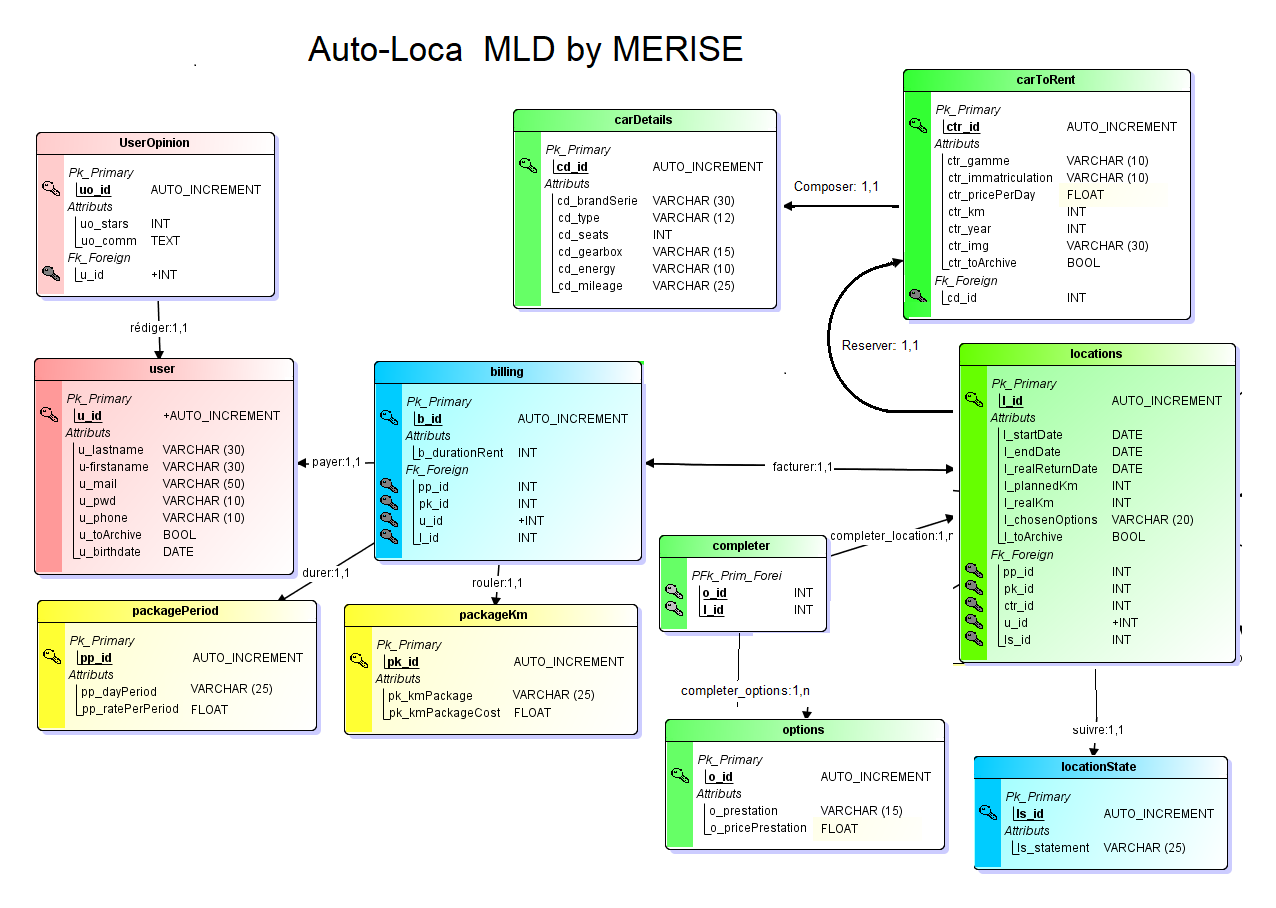 Auto-Loca MLD by MERISE
carToRent
Pk_Primary
ctr_id AUTO_INCREMENT
Attributs
ctr_gamme VARCHAR (10)
ctr_immatriculation VARCHAR (10)
ctr_pricePerDay FLOAT
ctr_km INT
ctr_year INT
ctr_img VARCHAR (30)
ctr_toArchive BOOL
Fk_Foreign
cd_id INT
carDetails
Pk_Primary
cd_id AUTO_INCREMENT
Attributs
cd_brandSerie VARCHAR (30)
cd_type VARCHAR (12)
cd_seats INT
cd_gearbox VARCHAR (15)
cd_energy VARCHAR (10)
cd_mileage VARCHAR (25)
Composer: 1,1
UserOpinion
Pk_Primary
uo_id AUTO_INCREMENT
Attributs
uo_stars INT
uo_comm TEXT
Fk_Foreign
u_id +INT
rédiger:1,1
Reserver: 1,1
user
Pk_Primary
u_id +AUTO_INCREMENT
Attributs
u_lastname VARCHAR (30)
u-firstaname VARCHAR (30)
u_mail VARCHAR (50)
u_pwd VARCHAR (10)
u_phone VARCHAR (10)
u_toArchive BOOL
u_birthdate DATE
payer:1,1
billing
Pk_Primary
b_id AUTO_INCREMENT
Attributs
b_durationRent INT
Fk_Foreign
pp_id INT
pk_id INT
u_id +INT
l_id INT
facturer:1,1
locations
Pk_Primary
l_id AUTO_INCREMENT
Attributs
l_startDate DATE
l_endDate DATE
l_realReturnDate DATE
l_plannedKm INT
l_realKm INT
l_chosenOptions VARCHAR (20)
l_toArchive BOOL
Fk_Foreign
pp_id INT
pk_id INT
ctr_id INT
u_id +INT
ls_id INT
completer_location:1,n
completer
PFk_Prim_Forei
o_id INT
l_id INT
durer:1,1
rouler:1,1
packagePeriod
Pk_Primary
pp_id AUTO_INCREMENT
Attributs
pp_dayPeriod VARCHAR (25)
pp_ratePerPeriod FLOAT
packageKm
Pk_Primary
pk_id AUTO_INCREMENT
Attributs
pk_kmPackage VARCHAR (25)
pk_kmPackageCost FLOAT
completer_options:1,n
suivre:1,1
options
Pk_Primary
o_id AUTO_INCREMENT
Attributs
o_prestation VARCHAR (15)
o_pricePrestation FLOAT
locationState
Pk_Primary
ls_id AUTO_INCREMENT
Attributs
ls_statement VARCHAR (25)